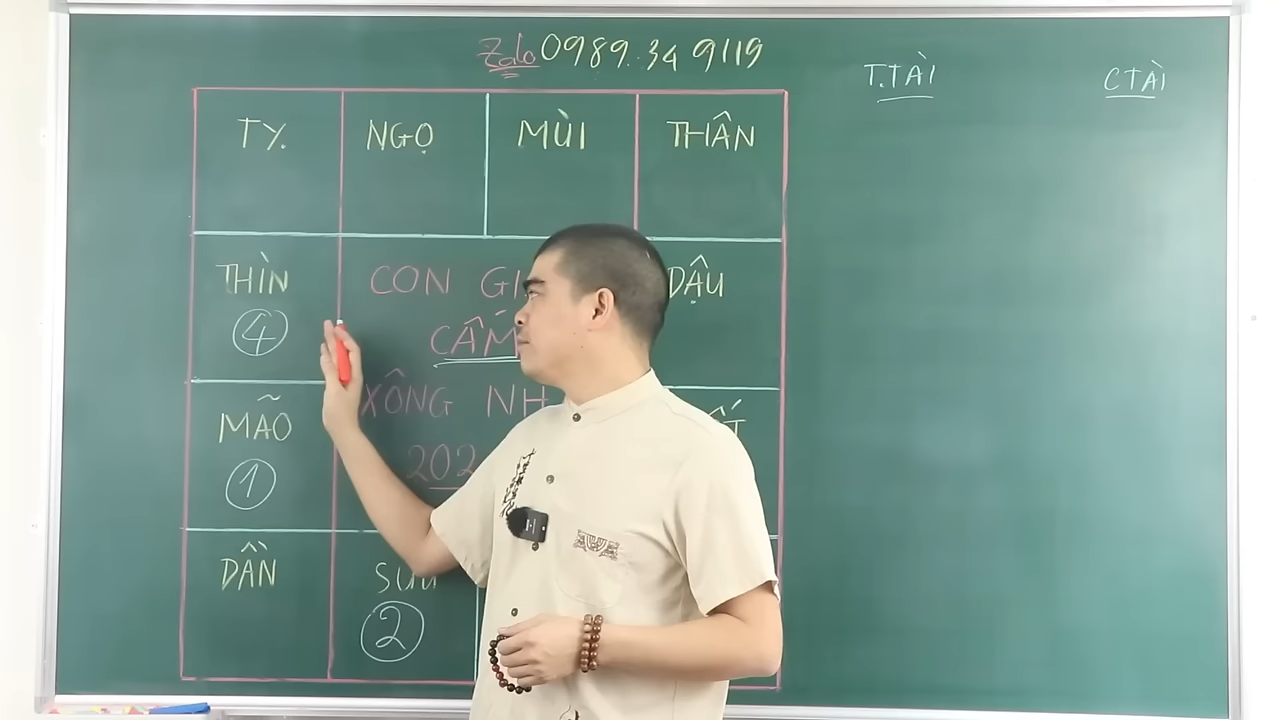 Zalo 0989.34 9119
T.TÀI
CTÀI
TỴ
NGỌ
MÙI
THÂN
THÌN
4
CON GI
DẬU
CẤM
MÃO
1
XÔNG NH
202
DẦN
SỬU
2